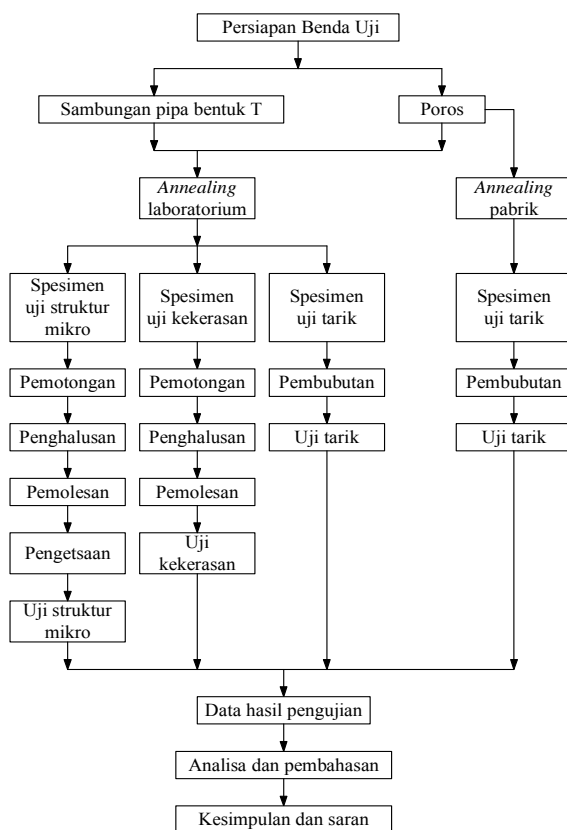 Persiapan Benda Uji
Sambungan pipa bentuk T
Poros
Annealing
laboratorium
Annealing
pabrik
Spesimen
uji struktur
mikro
Spesimen
uji kekerasan
Spesimen
uji tarik
Spesimen
uji tarik
Pemotongan
Pemotongan
Pembubutan
Pembubutan
Penghalusan
Penghalusan
Uji tarik
Uji tarik
Pemolesan
Pemolesan
Pengetsaan
Uji
kekerasan
Uji struktur
mikro
Data hasil pengujian
Analisa dan pembahasan
Kesimpulan dan saran